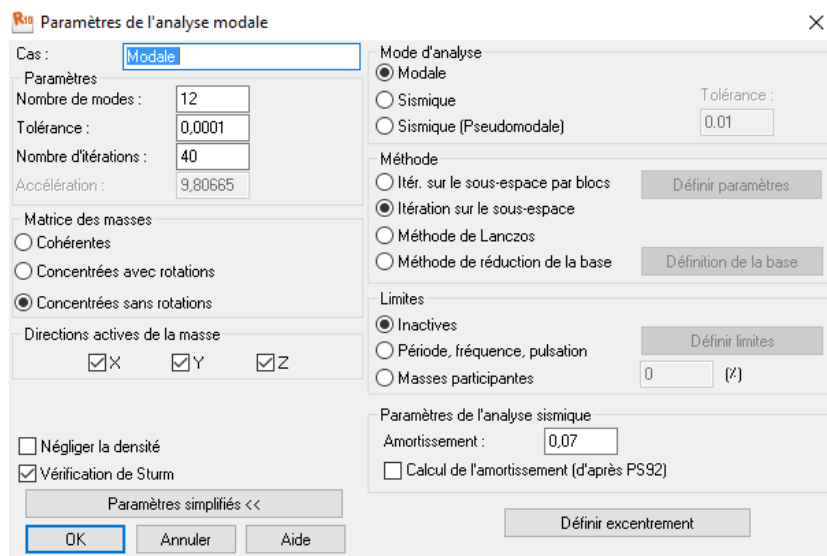 R10 Paramètres de l'analyse modale
Cas : Modale
Paramètres
Nombre de modes : 12
Tolérance : 0,0001
Nombre d'itérations : 40
Accélération : 9,80665
Matrice des masses
Cohérentes
Concentrées avec rotations
Concentrées sans rotations
Directions actives de la masse
X Y Z
Négliger la densité
Vérification de Sturm
Paramètres simplifiés <<
OK Annuler Aide
Mode d'analyse
Modale
Sismique
Sismique (Pseudomodale)
Tolérance :
0.01
Méthode
Itér. sur le sous-espace par blocs Définir paramètres
Itération sur le sous-espace
Méthode de Lanczos
Méthode de réduction de la base Définition de la base
Limites
Inactives
Définir limites
Période, fréquence, pulsation
Masses participantes 0 (%)
Paramètres de l'analyse sismique
Amortissement : 0,07
Calcul de l'amortissement (d'après PS92)
Définir excentrement